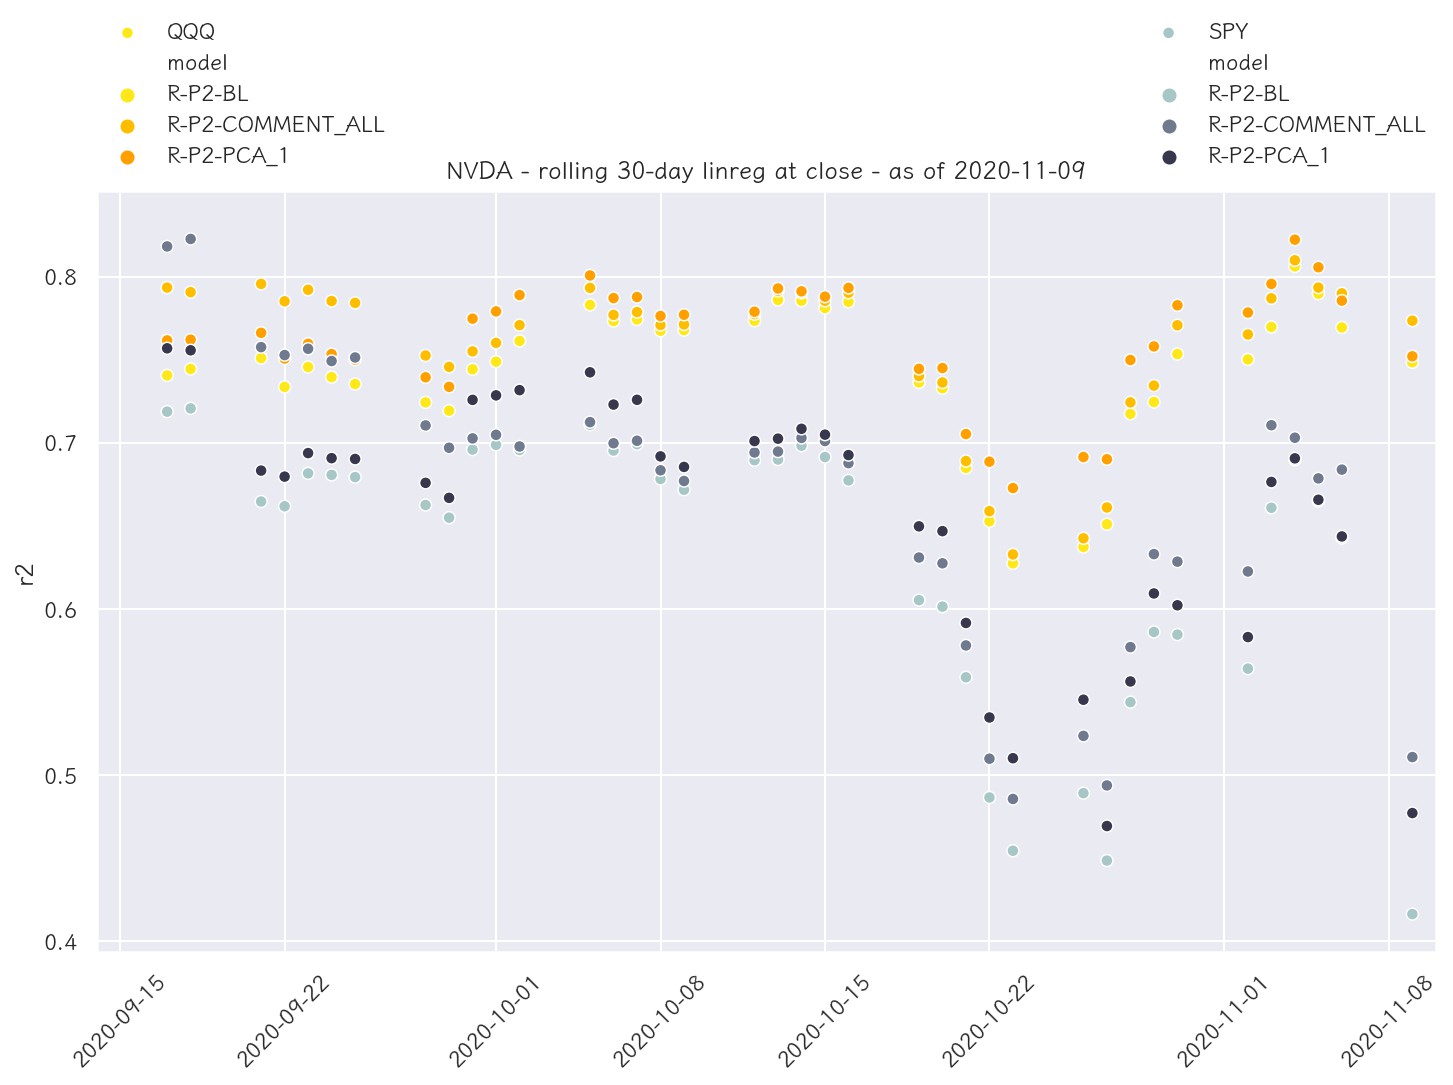 QQQ
model
R-P2-BL
R-P2-COMMENT_ALL
R-P2-PCA_1
SPY
model
R-P2-BL
R-P2-COMMENT_ALL
R-P2-PCA_1
NVDA - rolling 30-day linreg at close - as of 2020-11-09
r2
0.8
0.7
0.6
0.5
0.4
2020-09-15
2020-09-22
2020-10-01
2020-10-08
2020-10-15
2020-10-22
2020-11-01
2020-11-08